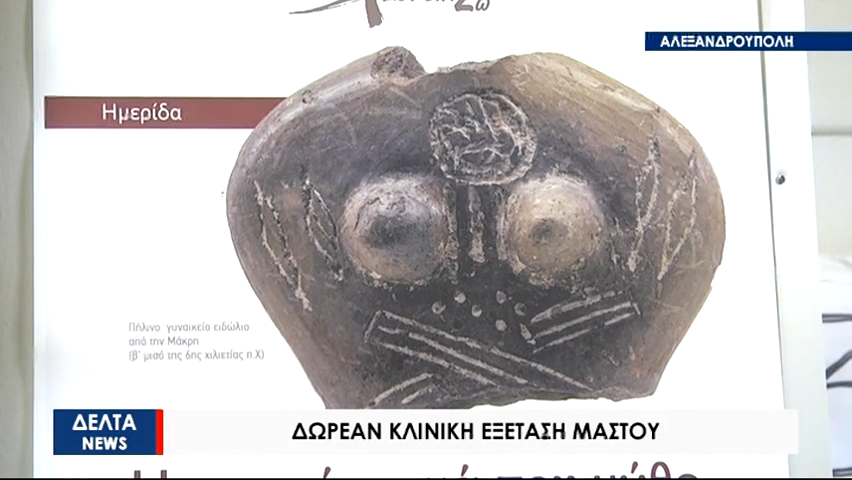 ΑΛΕΞΑΝΔΡΟΥΠΟΛΗ
Ημερίδα
Πήλινο γυναικείο ειδώλιο
από την Μάκρη
(β' μισό της 6ης χιλιετίας π.Χ)
ΔΕΛΤΑ
NEWS
ΔΩΡΕΑΝ ΚΛΙΝΙΚΗ ΕΞΕΤΑΣΗ ΜΑΣΤΟΥ